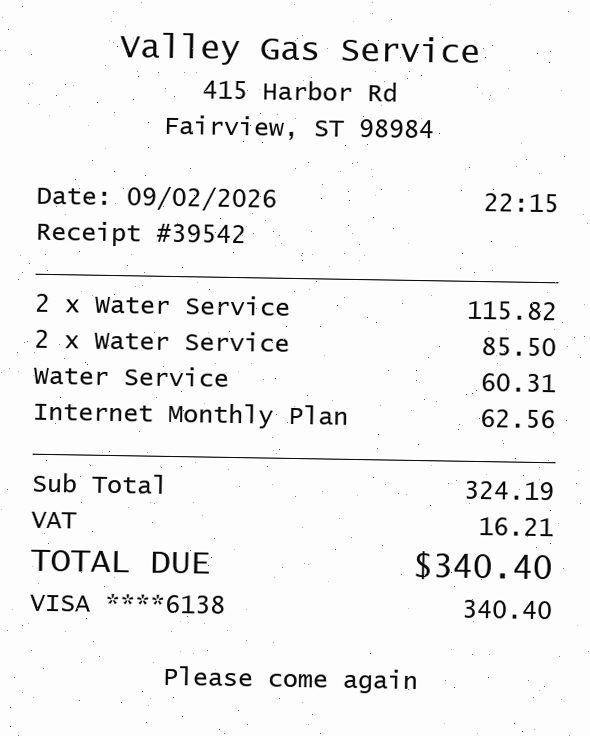 Valley Gas Service
415 Harbor Rd
Fairview, ST 98984
Date: 09/02/2026 22:15
Receipt #39542
2 x Water Service 115.82
2 x Water Service 85.50
Water Service 60.31
Internet Monthly Plan 62.56
Sub Total 324.19
VAT 16.21
TOTAL DUE $340.40
VISA ****6138 340.40
Please come again